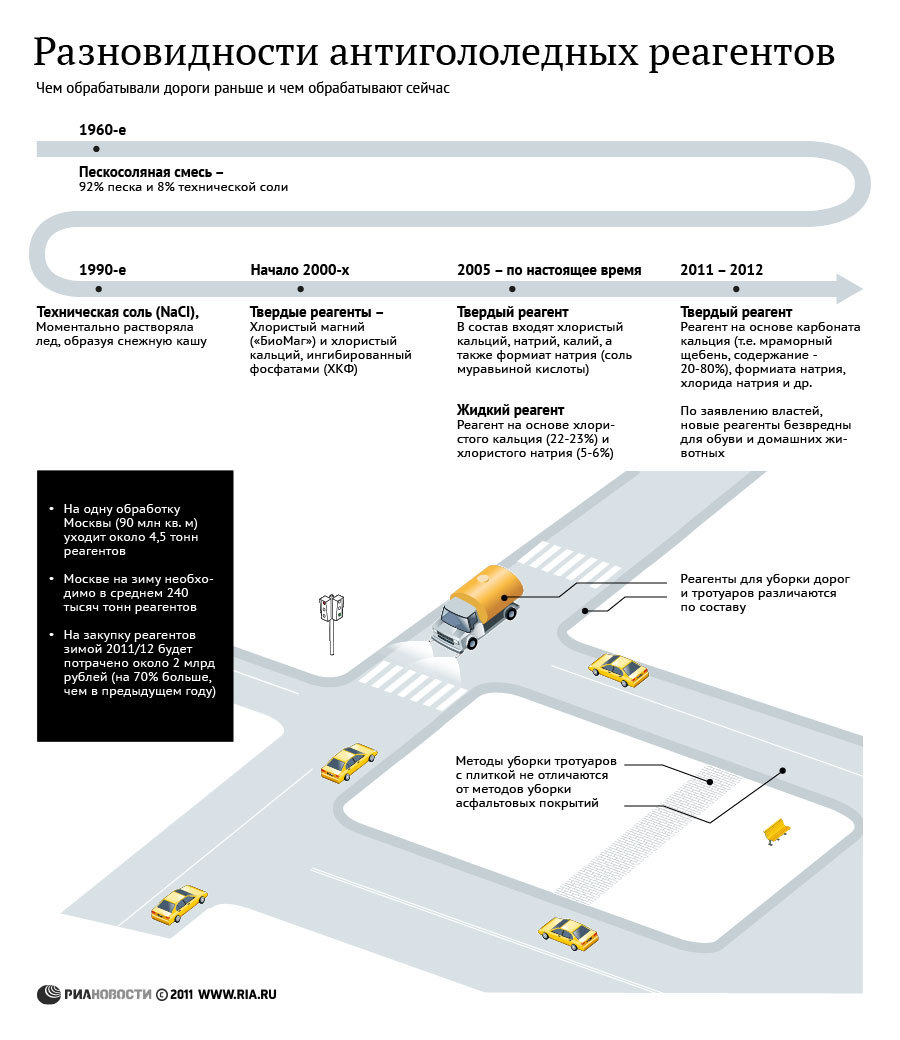 Разновидности антигололедных реагентов
Чем обрабатывали дороги раньше и чем обрабатывают сейчас
1960-е
Пескосоляная смесь –
92% песка и 8% технической соли
1990-е
Техническая соль (NaCl),
Моментально растворяла
лед, образуя снежную кашу
Начало 2000-х
Твердые реагенты –
Хлористый магний
(«БиоМаг») и хлористый
кальций, ингибированный
фосфатами (ХКФ)
2005 – по настоящее время
Твердый реагент
В состав входят хлористый
кальций, натрий, калий, а
также формиат натрия (соль
муравьиной кислоты)
Жидкий реагент
Реагент на основе хлори-
стого кальция (22-23%) и
хлористого натрия (5-6%)
2011 – 2012
Твердый реагент
Реагент на основе карбоната
кальция (т.е. мраморный
щебень, содержание -
20-80%), формиата натрия,
хлорида натрия и др.
По заявлению властей,
новые реагенты безвредны
для обуви и домашних жи-
вотных
• На одну обработку
Москвы (90 млн кв. м)
уходит около 4,5 тонн
реагентов
• Москве на зиму необхо-
димо в среднем 240
тысяч тонн реагентов
• На закупку реагентов
зимой 2011/12 будет
потрачено около 2 млрд
рублей (на 70% больше,
чем в предыдущем году)
Реагенты для уборки дорог
и тротуаров различаются
по составу
Методы уборки тротуаров
с плиткой не отличаются
от методов уборки
асфальтовых покрытий
РИАНОВОСТИ © 2011 WWW.RIA.RU